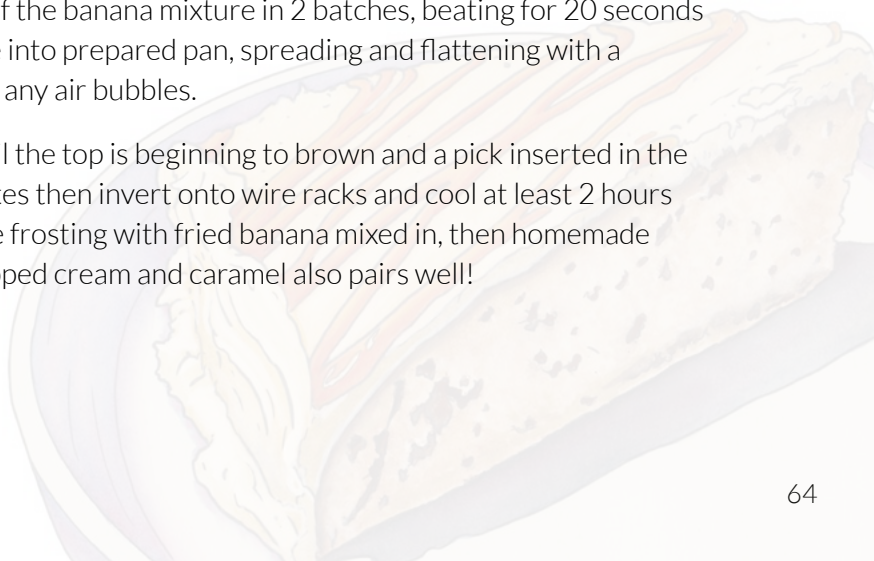 f the banana mixture in 2 batches, beating for 20 seconds
into prepared pan, spreading and flattening with a
any air bubbles.
l the top is beginning to brown and a pick inserted in the
tes then invert onto wire racks and cool at least 2 hours
e frosting with fried banana mixed in, then homemade
pped cream and caramel also pairs well!
64